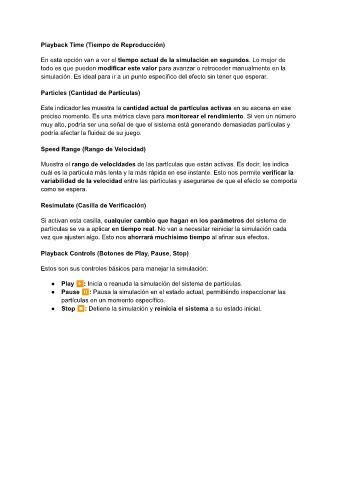 Playback Time (Tiempo de Reproducción)
En esta opción van a ver el tiempo actual de la simulación en segundos. Lo mejor de
todo es que pueden modificar este valor para avanzar o retroceder manualmente en la
simulación. Es ideal para ir a un punto específico del efecto sin tener que esperar.
Particles (Cantidad de Partículas)
Este indicador les muestra la cantidad actual de partículas activas en su escena en ese
preciso momento. Es una métrica clave para monitorear el rendimiento. Si ven un número
muy alto, podría ser una señal de que el sistema está generando demasiadas partículas y
podría afectar la fluidez de su juego.
Speed Range (Rango de Velocidad)
Muestra el rango de velocidades de las partículas que están activas. Es decir, les indica
cuál es la partícula más lenta y la más rápida en ese instante. Esto nos permite verificar la
variabilidad de la velocidad entre las partículas y asegurarse de que el efecto se comporta
como se espera.
Resimulate (Casilla de Verificación)
Si activan esta casilla, cualquier cambio que hagan en los parámetros del sistema de
partículas se va a aplicar en tiempo real. No van a necesitar reiniciar la simulación cada
vez que ajusten algo. Esto nos ahorrará muchísimo tiempo al afinar sus efectos.
Playback Controls (Botones de Play, Pause, Stop)
Estos son sus controles básicos para manejar la simulación:
● Play ▶️: Inicia o reanuda la simulación del sistema de partículas.
● Pause ⏸️: Pausa la simulación en el estado actual, permitiéndo inspeccionar las
partículas en un momento específico.
● Stop ⏹️: Detiene la simulación y reinicia el sistema a su estado inicial.